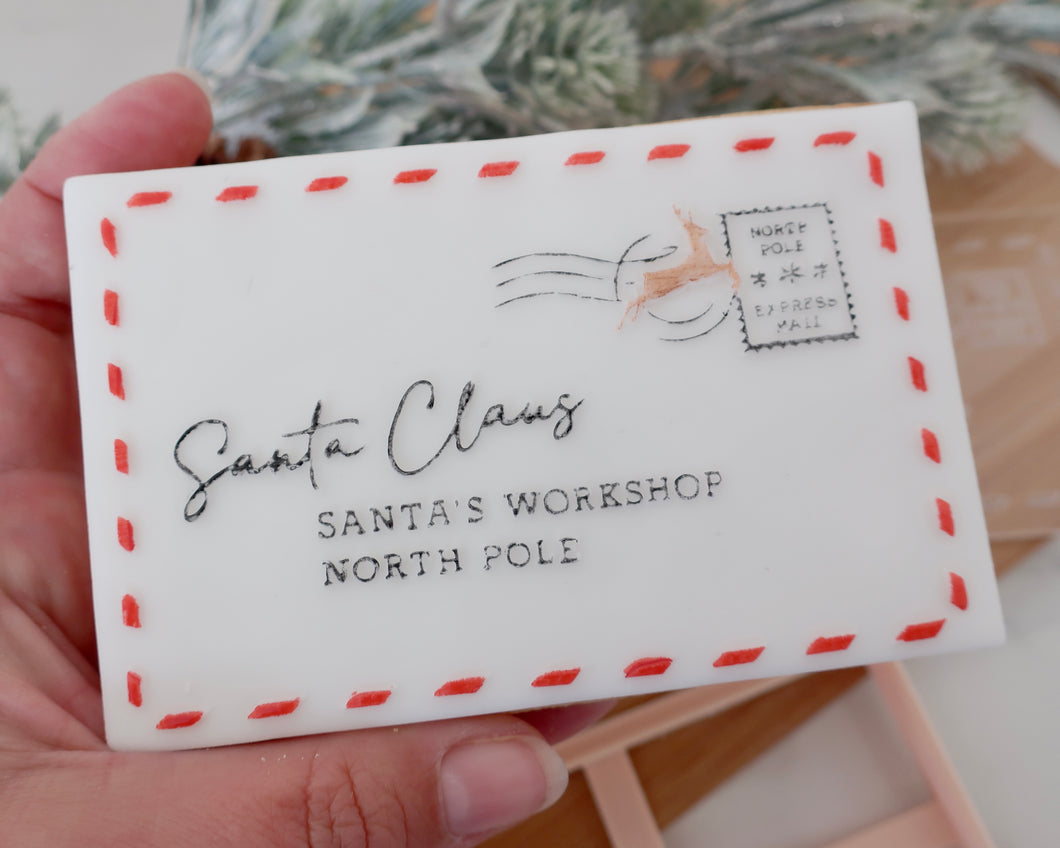 NORTH
POLE
EXPRESS
MAIL
Santa Claus
SANTA'S WORKSHOP
NORTH POLE